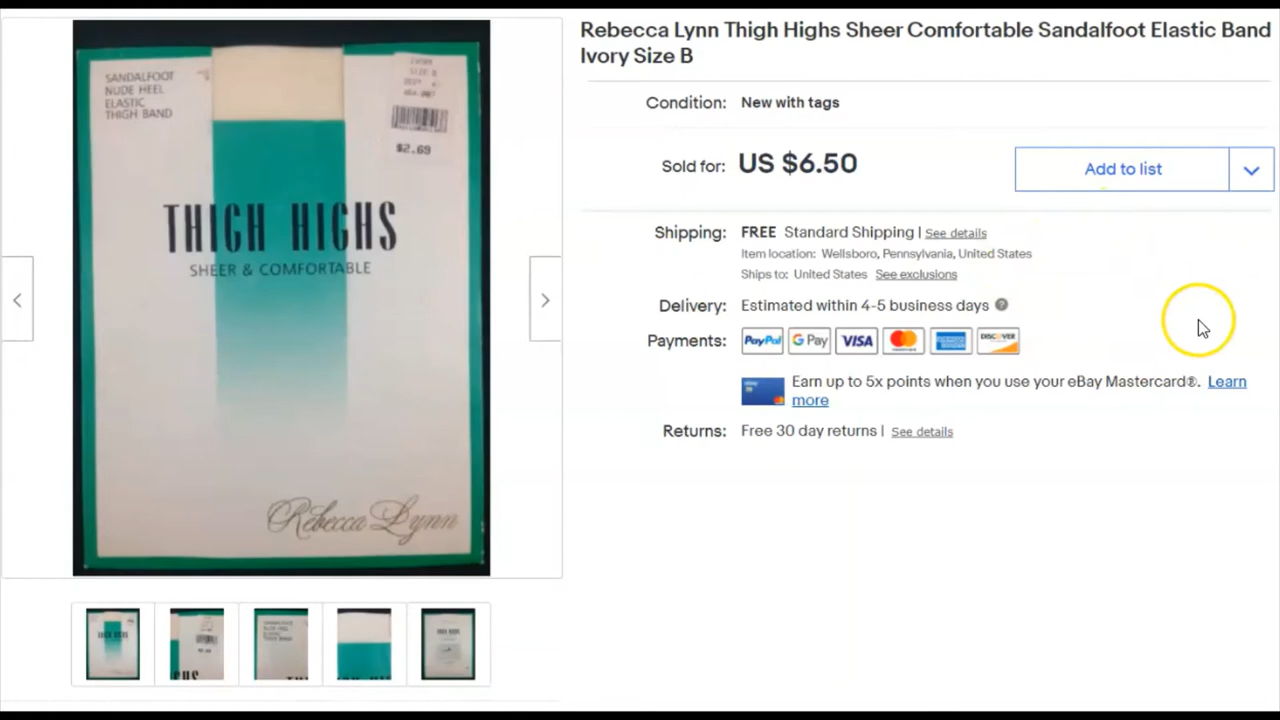 SANDALFOOT
NUDE HEEL
ELASTIC
THIGH BAND
IVORY
SIZE B
$2.69
THIGH HIGHS
SHEER & COMFORTABLE
Rebecca Lynn
Rebecca Lynn Thigh Highs Sheer Comfortable Sandalfoot Elastic Band
Ivory Size B
Condition: New with tags
Sold for: US $6.50
Add to list
Shipping: FREE Standard Shipping | See details
Item location: Wellsboro, Pennsylvania, United States
Ships to: United States See exclusions
Delivery: Estimated within 4-5 business days ?
Payments: PayPal G Pay VISA DISCOVER
Earn up to 5x points when you use your eBay Mastercard®. Learn
more
Returns: Free 30 day returns | See details